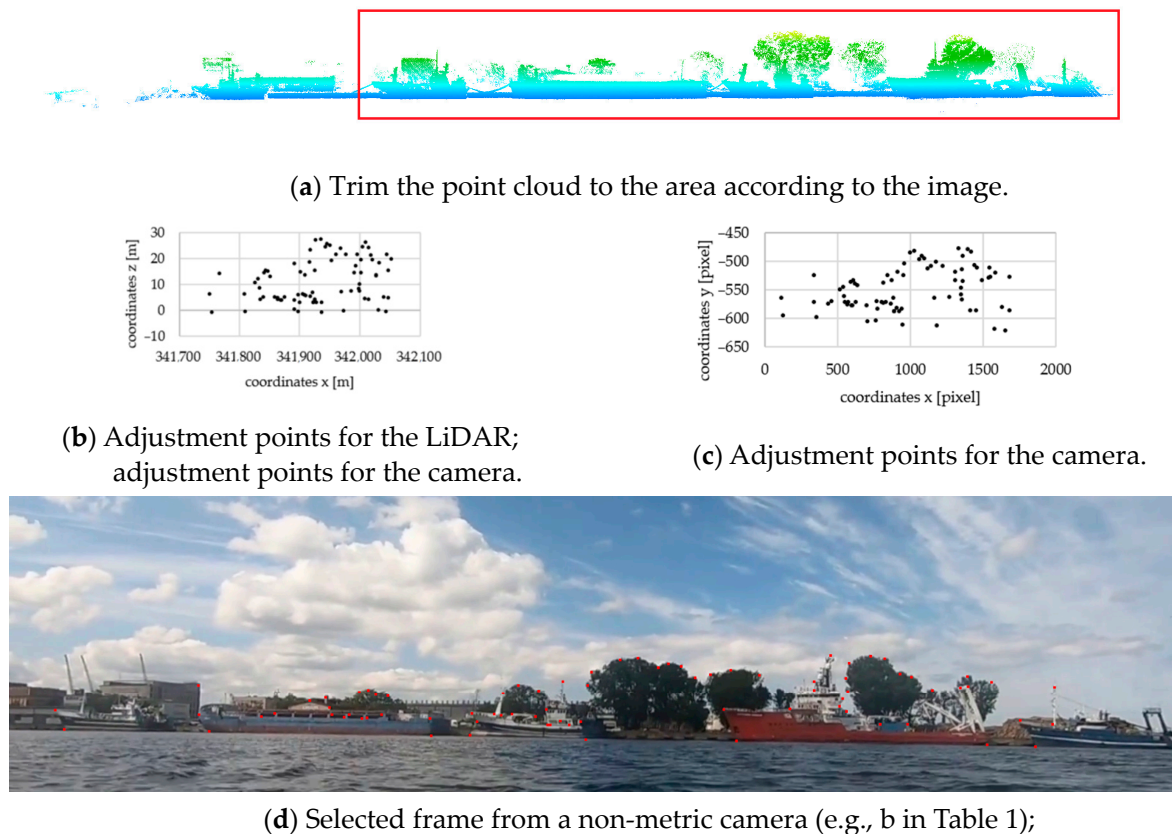 (a) Trim the point cloud to the area according to the image.
30
20
10
0
−10
coordinates z [m]
341.700 341.800 341.900 342.000 342.100
coordinates x [m]
(b) Adjustment points for the LiDAR;
adjustment points for the camera.
−450
−500
−550
−600
−650
coordinates y [pixel]
0 500 1000 1500 2000
coordinates x [pixel]
(c) Adjustment points for the camera.
(d) Selected frame from a non-metric camera (e.g., b in Table 1);